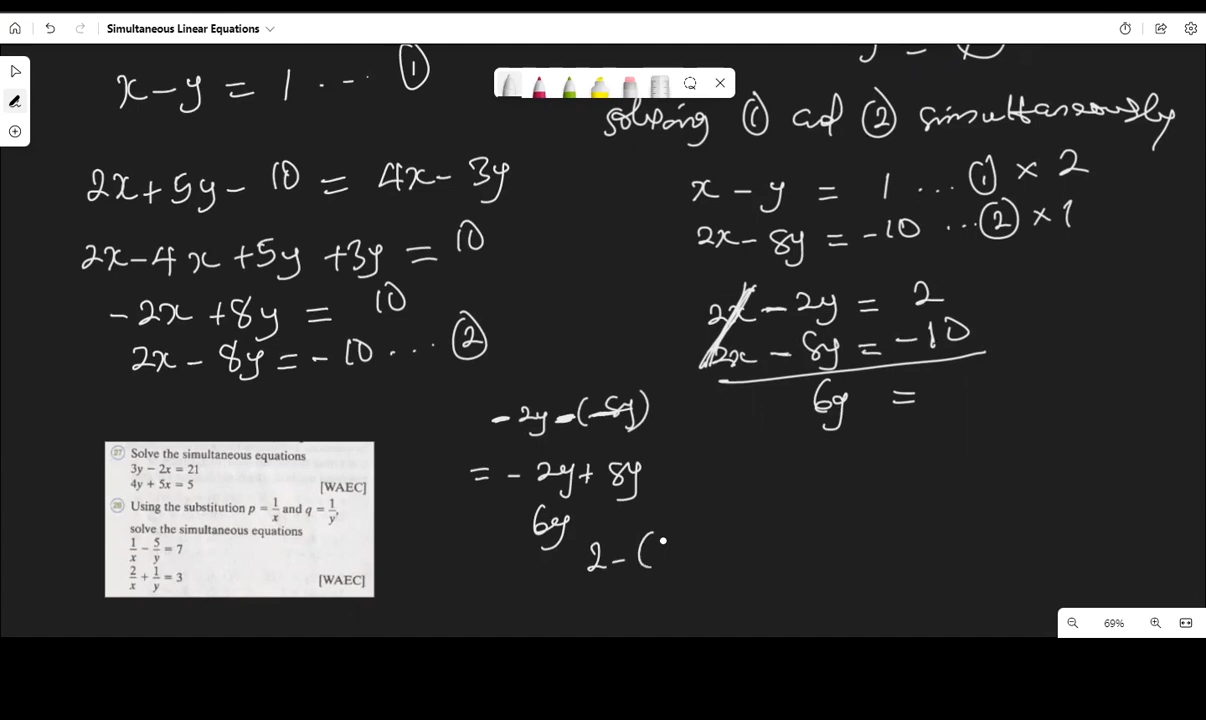 Simultaneous Linear Equations
x - y = 1 ... ①
2x + 5y - 10 = 4x - 3y
2x - 4x + 5y + 3y = 10
-2x + 8y = 10
2x - 8y = -10 ... ②
solving ① ad ② simultaneously
x - y = 1 ... ① × 2
2x - 8y = -10 ... ② × 1
2x - 2y = 2
2x - 8y = -10
6y =
- 2y - (-8y)
= - 2y + 8y
6y
2 - (
27 Solve the simultaneous equations
3y − 2x = 21
4y + 5x = 5 [WAEC]
28 Using the substitution p = 1/x and q = 1/y,
solve the simultaneous equations
1/x − 5/y = 7
2/x + 1/y = 3 [WAEC]
69%